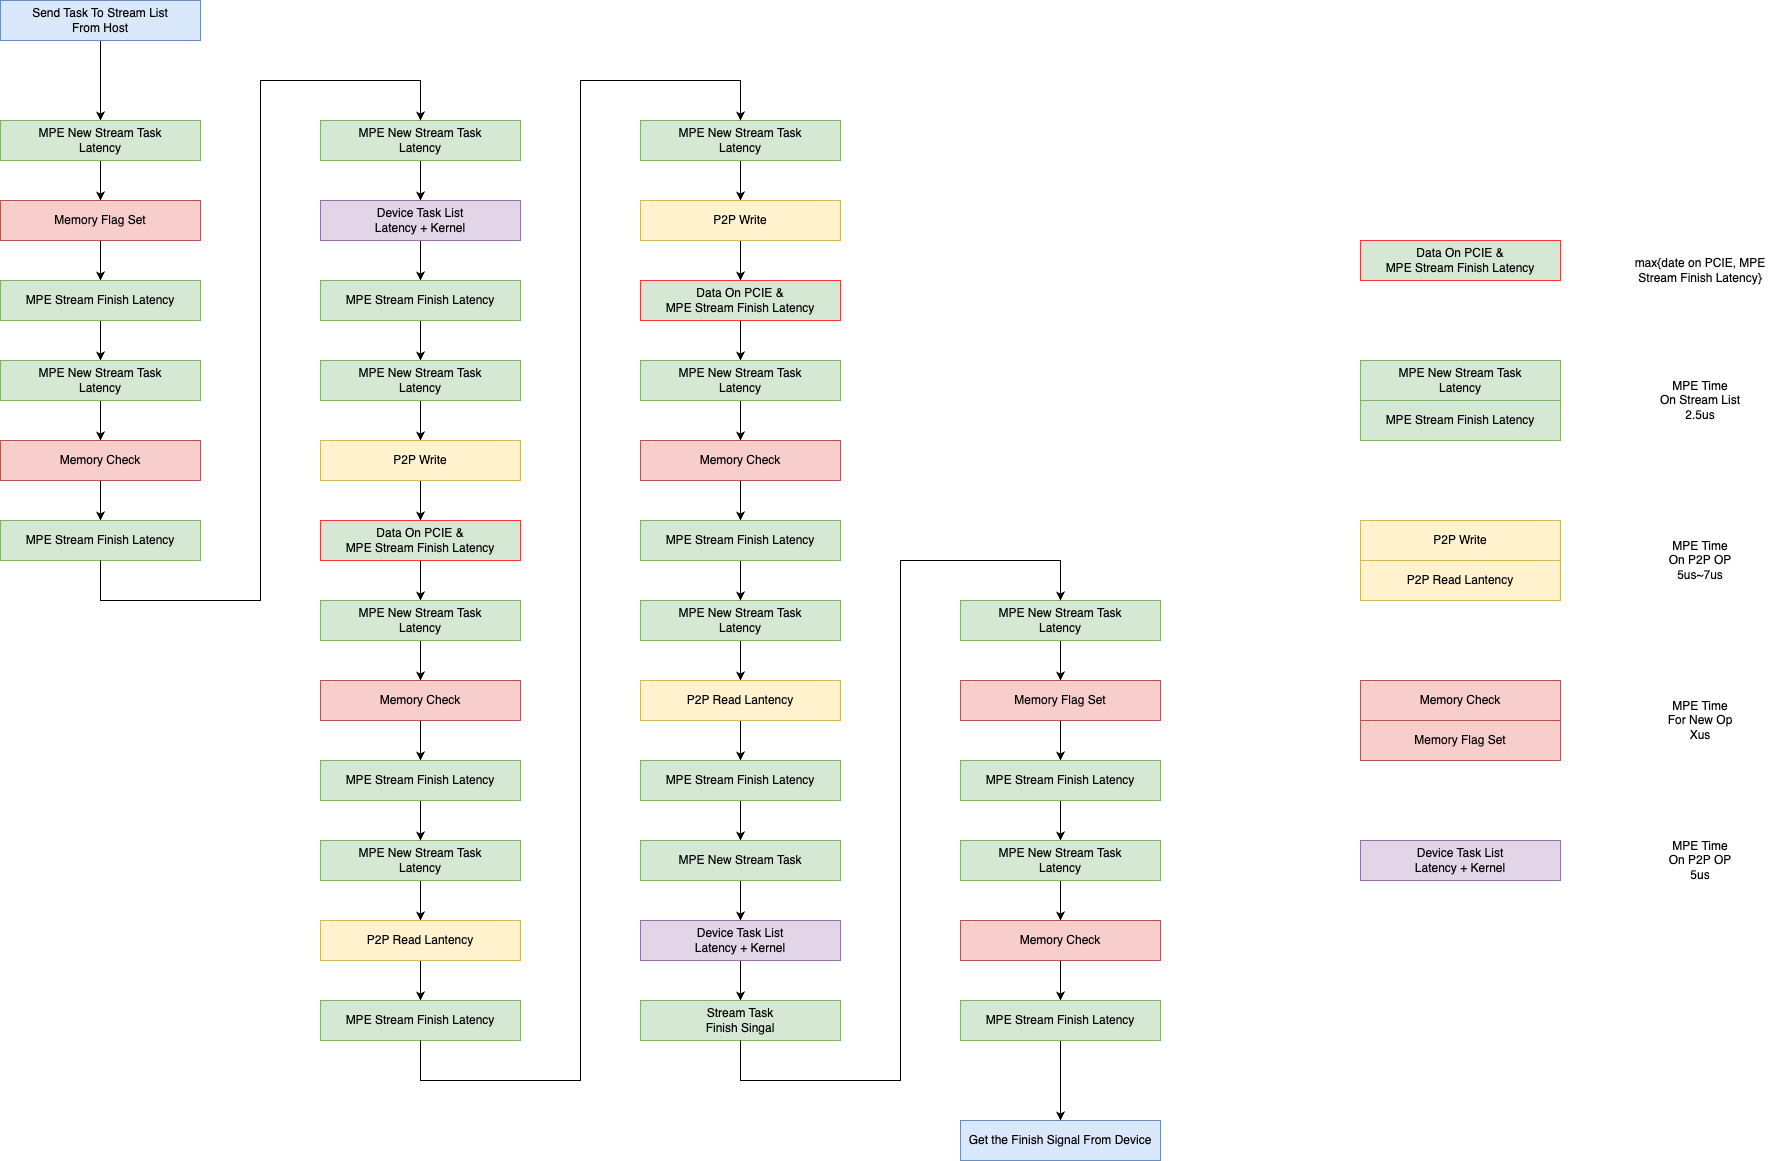 Send Task To Stream List
From Host
MPE New Stream Task
Latency
Memory Flag Set
MPE Stream Finish Latency
MPE New Stream Task
Latency
Memory Check
MPE Stream Finish Latency
MPE New Stream Task
Latency
Device Task List
Latency + Kernel
MPE Stream Finish Latency
MPE New Stream Task
Latency
P2P Write
Data On PCIE &
MPE Stream Finish Latency
MPE New Stream Task
Latency
Memory Check
MPE Stream Finish Latency
MPE New Stream Task
Latency
P2P Read Lantency
MPE Stream Finish Latency
MPE New Stream Task
Latency
P2P Write
Data On PCIE &
MPE Stream Finish Latency
MPE New Stream Task
Latency
Memory Check
MPE Stream Finish Latency
MPE New Stream Task
Latency
P2P Read Lantency
MPE Stream Finish Latency
MPE New Stream Task
Device Task List
Latency + Kernel
Stream Task
Finish Singal
MPE New Stream Task
Latency
Memory Flag Set
MPE Stream Finish Latency
MPE New Stream Task
Latency
Memory Check
MPE Stream Finish Latency
Get the Finish Signal From Device
Data On PCIE &
MPE Stream Finish Latency
max{date on PCIE, MPE
Stream Finish Latency}
MPE New Stream Task
Latency
MPE Stream Finish Latency
MPE Time
On Stream List
2.5us
P2P Write
P2P Read Lantency
MPE Time
On P2P OP
5us~7us
Memory Check
Memory Flag Set
MPE Time
For New Op
Xus
Device Task List
Latency + Kernel
MPE Time
On P2P OP
5us